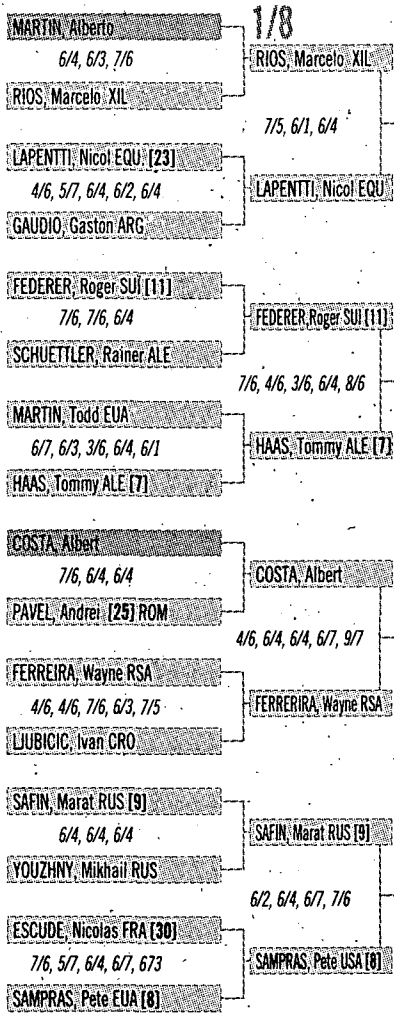 1/8
MARTIN, Alberto
6/4, 6/3, 7/6
RIOS, Marcelo XIL
RIOS, Marcelo XIL
7/5, 6/1, 6/4
LAPENTTI, Nicol EQU [23]
4/6, 5/7, 6/4, 6/2, 6/4
GAUDIO, Gaston ARG
LAPENTTI, Nicol EQU
FEDERER, Roger SUI [11]
7/6, 7/6, 6/4
SCHUETTLER, Rainer ALE
FEDERER, Roger SUI [11]
7/6, 4/6, 3/6, 6/4, 8/6
MARTIN, Todd EUA
6/7, 6/3, 3/6, 6/4, 6/1
HAAS, Tommy ALE [7]
HAAS, Tommy ALE [7]
COSTA, Albert
7/6, 6/4, 6/4
PAVEL, Andrei [25] ROM
COSTA, Albert
4/6, 6/4, 6/4, 6/7, 9/7
FERREIRA, Wayne RSA
4/6, 4/6, 7/6, 6/3, 7/5
LJUBICIC, Ivan CRO
FERRERIRA, Wayne RSA
SAFIN, Marat RUS [9]
6/4, 6/4, 6/4
YOUZHNY, Mikhail RUS
SAFIN, Marat RUS [9]
6/2, 6/4, 6/7, 7/6
ESCUDE, Nicolas FRA [30]
7/6, 5/7, 6/4, 6/7, 673
SAMPRAS, Pete EUA [8]
SAMPRAS, Pete USA [8]